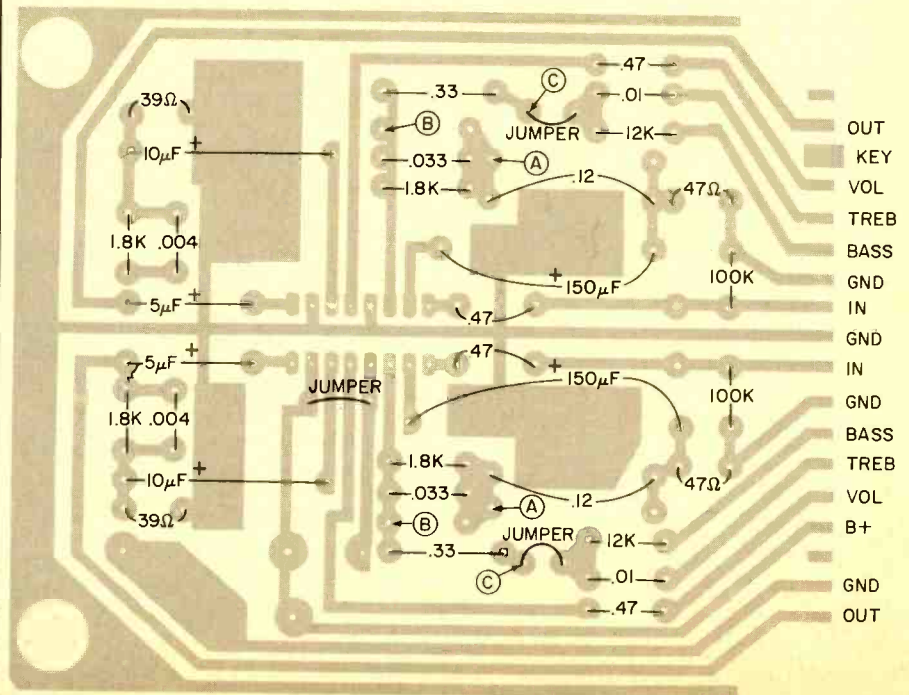 39Ω
10µF +
1.8K .004
5µF +
.33
C
.47
.01
JUMPER
12K
B
.033
A
1.8K
.12
47Ω
+
150µF
100K
.47
OUT
KEY
VOL
TREB
BASS
GND
IN
GND
5µF +
1.8K .004
10µF +
39Ω
JUMPER
.47
+
150µF
100K
1.8K
.033
.12
47Ω
A
B
JUMPER
.33
C
12K
.01
.47
IN
GND
BASS
TREB
VOL
B+
GND
OUT